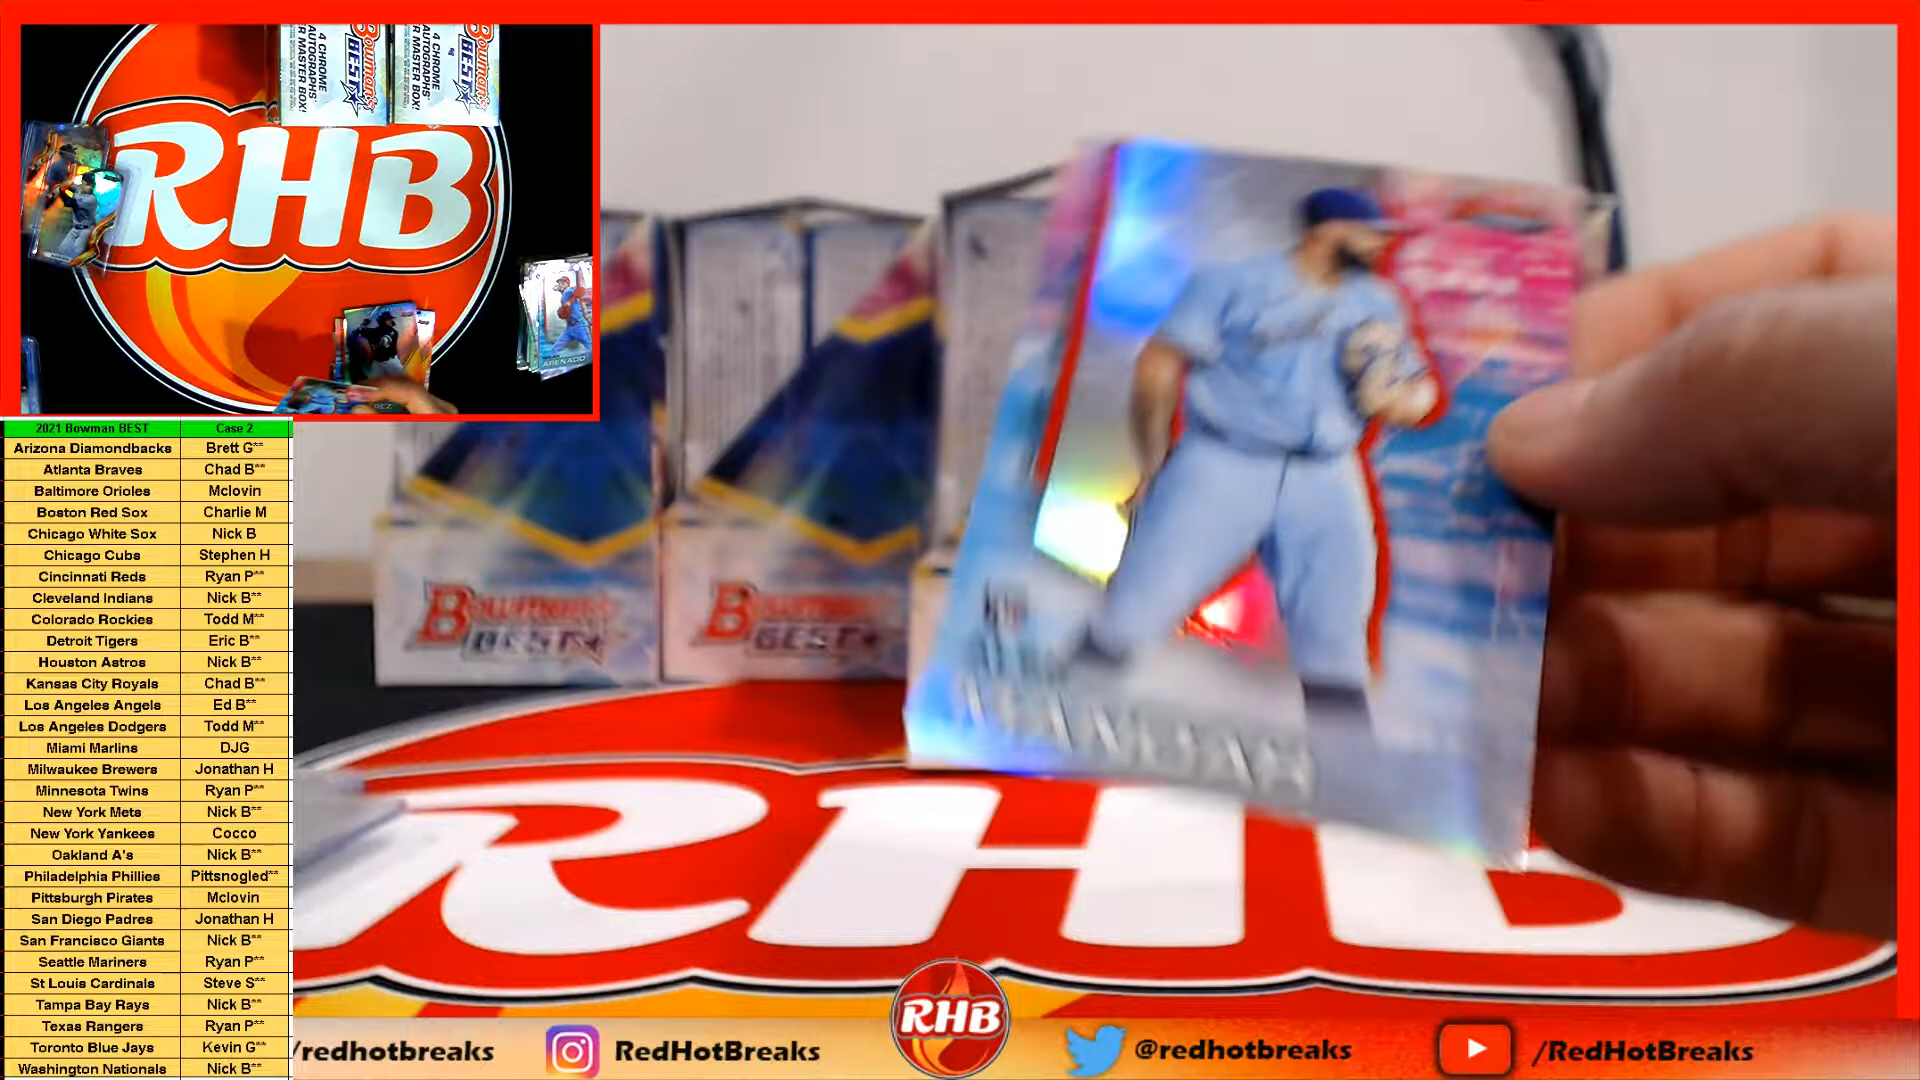 BOWMAN'S
BEST
4 CHROME
AUTOGRAPHS
R MASTER BOX!
BOWMAN'S
BEST
4 CHROME
AUTOGRAPHS
R MASTER BOX!
RHB
ARENADO
REZ
2021 Bowman BEST Case 2
Arizona Diamondbacks Brett G**
Atlanta Braves Chad B**
Baltimore Orioles Mclovin
Boston Red Sox Charlie M
Chicago White Sox Nick B
Chicago Cubs Stephen H
Cincinnati Reds Ryan P**
Cleveland Indians Nick B**
Colorado Rockies Todd M**
Detroit Tigers Eric B**
Houston Astros Nick B**
Kansas City Royals Chad B**
Los Angeles Angels Ed B**
Los Angeles Dodgers Todd M**
Miami Marlins DJG
Milwaukee Brewers Jonathan H
Minnesota Twins Ryan P**
New York Mets Nick B**
New York Yankees Cocco
Oakland A's Nick B**
Philadelphia Phillies Pittsnogled**
Pittsburgh Pirates Mclovin
San Diego Padres Jonathan H
San Francisco Giants Nick B**
Seattle Mariners Ryan P**
St Louis Cardinals Steve S**
Tampa Bay Rays Nick B**
Texas Rangers Ryan P**
Toronto Blue Jays Kevin G**
Washington Nationals Nick B**
BOWMAN'S
BEST
BOWMAN'S
BEST
MANOAH
RHB
RHB
/redhotbreaks
RedHotBreaks
@redhotbreaks
/RedHotBreaks